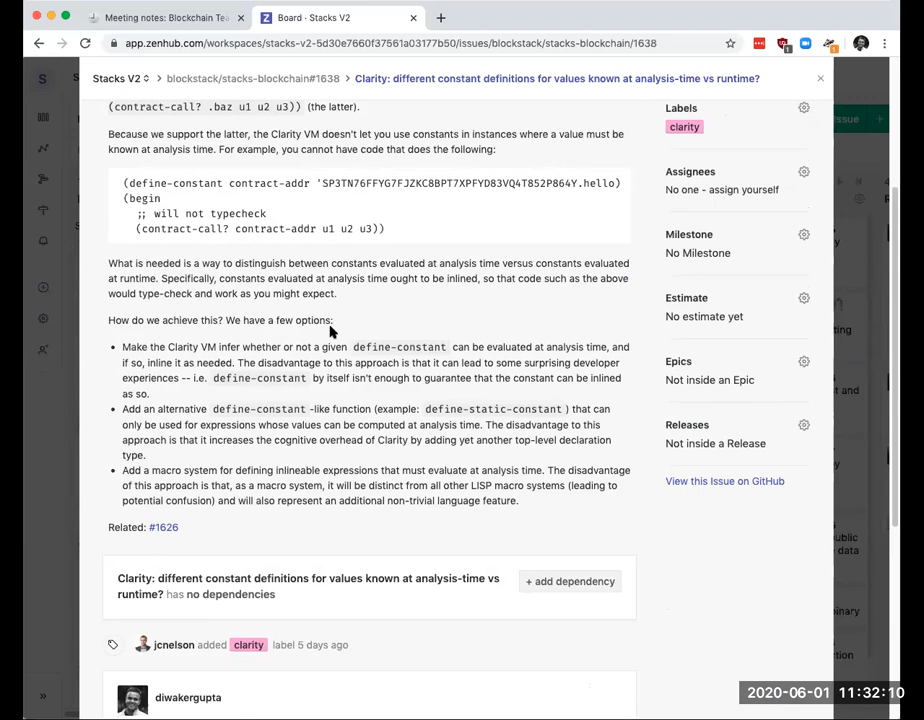 Meeting notes: Blockchain Tea
Board · Stacks V2
app.zenhub.com/workspaces/stacks-v2-5d30e7660f37561a03177b50/issues/blockstack/stacks-blockchain/1638
Stacks V2
blockstack/stacks-blockchain#1638
Clarity: different constant definitions for values known at analysis-time vs runtime?
(contract-call? .baz u1 u2 u3)) (the latter).
Because we support the latter, the Clarity VM doesn't let you use constants in instances where a value must be
known at analysis time. For example, you cannot have code that does the following:
(define-constant contract-addr 'SP3TN76FFYG7FJZKC8BPT7XPFYD83VQ4T852P864Y.hello)
(begin
;; will not typecheck
(contract-call? contract-addr u1 u2 u3))
What is needed is a way to distinguish between constants evaluated at analysis time versus constants evaluated
at runtime. Specifically, constants evaluated at analysis time ought to be inlined, so that code such as the above
would type-check and work as you might expect.
How do we achieve this? We have a few options:
• Make the Clarity VM infer whether or not a given define-constant can be evaluated at analysis time, and
if so, inline it as needed. The disadvantage to this approach is that it can lead to some surprising developer
experiences -- i.e. define-constant by itself isn't enough to guarantee that the constant can be inlined
as so.
• Add an alternative define-constant -like function (example: define-static-constant ) that can
only be used for expressions whose values can be computed at analysis time. The disadvantage to this
approach is that it increases the cognitive overhead of Clarity by adding yet another top-level declaration
type.
• Add a macro system for defining inlineable expressions that must evaluate at analysis time. The disadvantage
of this approach is that, as a macro system, it will be distinct from all other LISP macro systems (leading to
potential confusion) and will also represent an additional non-trivial language feature.
Related: #1626
Clarity: different constant definitions for values known at analysis-time vs
runtime? has no dependencies
+ add dependency
jcnelson added clarity label 5 days ago
diwakergupta
Labels
clarity
Assignees
No one - assign yourself
Milestone
No Milestone
Estimate
No estimate yet
Epics
Not inside an Epic
Releases
Not inside a Release
View this Issue on GitHub
S
Issue
2020-06-01 11:32:10